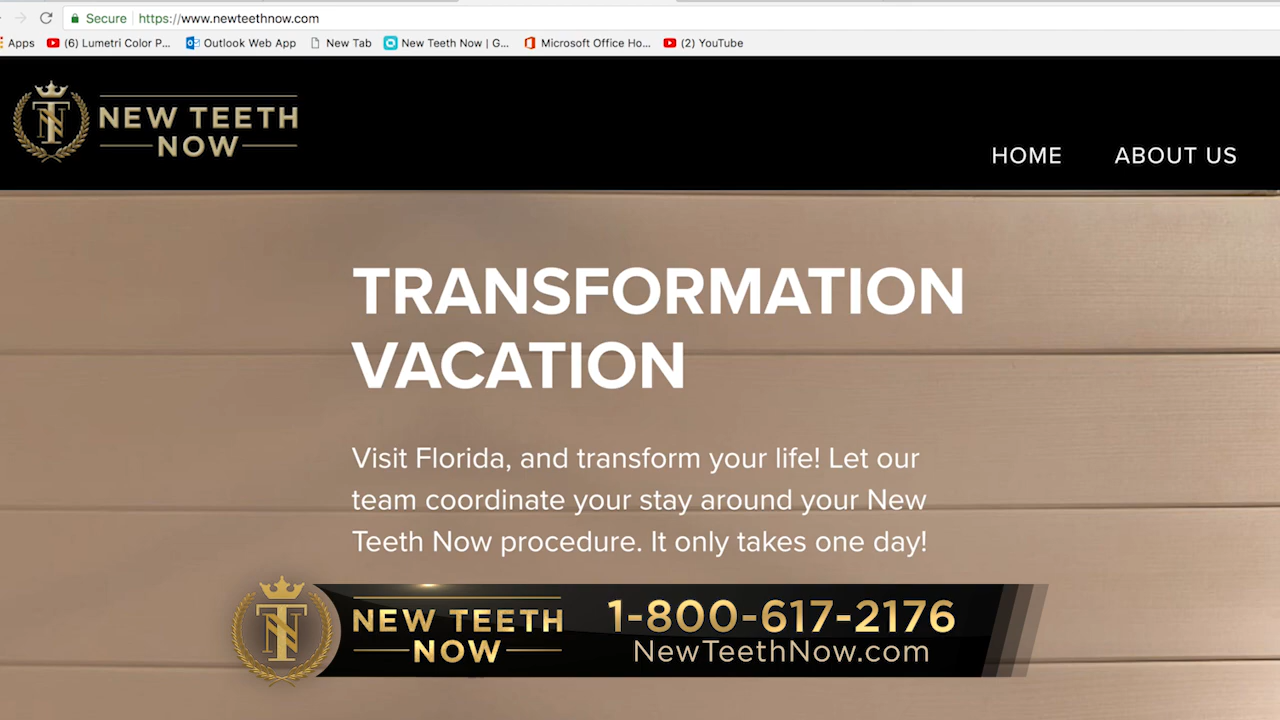 Secure https://www.newteethnow.com
Apps (6) Lumetri Color P... Outlook Web App New Tab New Teeth Now | G... Microsoft Office Ho... (2) YouTube
NEW TEETH
NOW
HOME ABOUT US
TRANSFORMATION
VACATION
Visit Florida, and transform your life! Let our
team coordinate your stay around your New
Teeth Now procedure. It only takes one day!
NEW TEETH
NOW
1-800-617-2176
NewTeethNow.com